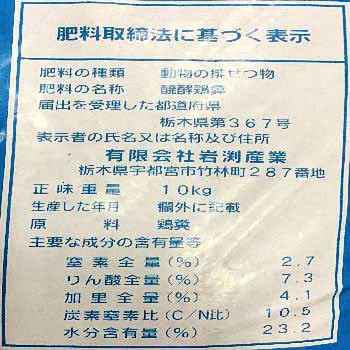 肥料取締法に基づく表示
肥料の種類　動物の排せつ物
肥料の名称　醗酵鶏糞
届出を受理した都道府県
栃木県第367号
表示者の氏名又は名称及び住所
有限会社岩渕産業
栃木県宇都宮市竹林町287番地
正味重量　10kg
生産した年月　欄外に記載
原料　鶏糞
主要な成分の含有量等
窒素全量(%)　2.7
りん酸全量(%)　7.3
加里全量(%)　4.1
炭素窒素比(C/N比)　10.5
水分含有量(%)　23.2